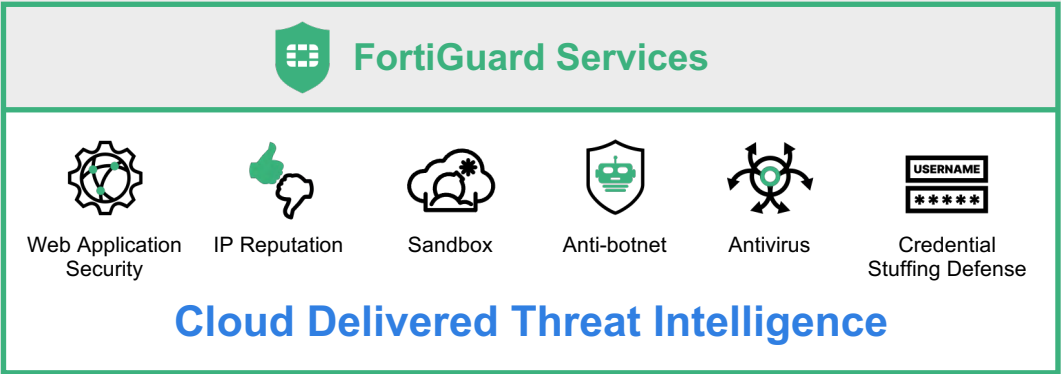 FortiGuard Services
USERNAME
*****
Web Application
Security
IP Reputation
Sandbox
Anti-botnet
Antivirus
Credential
Stuffing Defense
Cloud Delivered Threat Intelligence